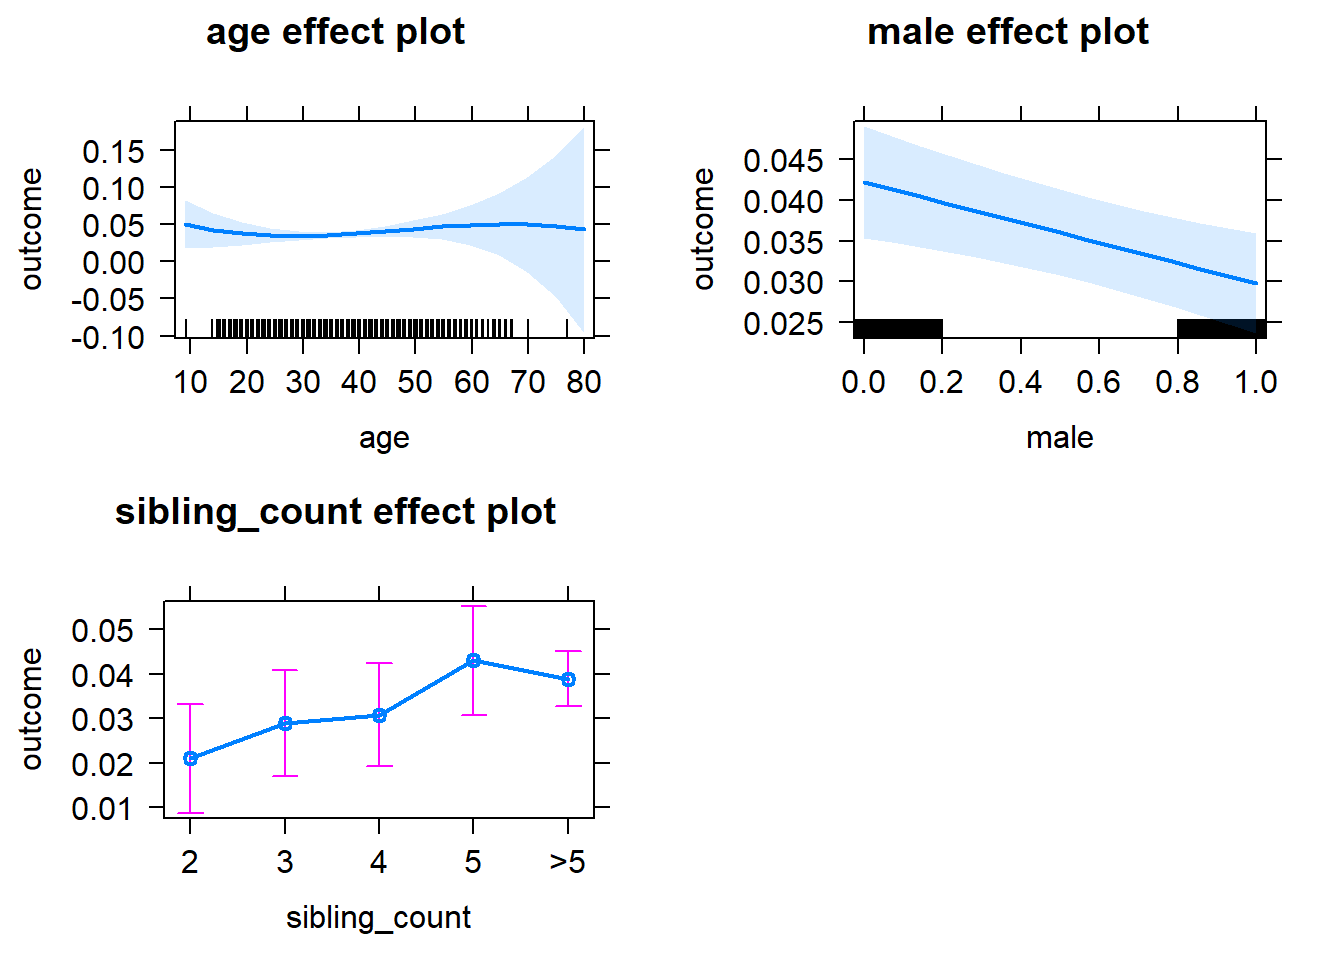 age effect plot
outcome
0.15
0.10
0.05
0.00
-0.05
-0.10
10 20 30 40 50 60 70 80
age
male effect plot
outcome
0.045
0.040
0.035
0.030
0.025
0.0 0.2 0.4 0.6 0.8 1.0
male
sibling_count effect plot
outcome
0.05
0.04
0.03
0.02
0.01
2 3 4 5 >5
sibling_count